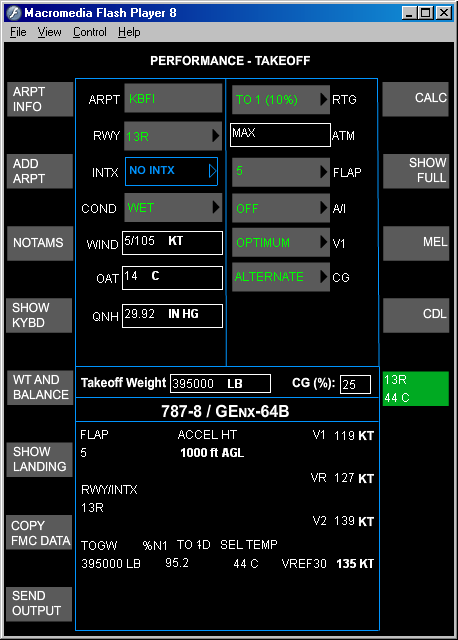 Macromedia Flash Player 8
File View Control Help
PERFORMANCE - TAKEOFF
ARPT INFO
ADD ARPT
NOTAMS
SHOW KYBD
WT AND BALANCE
SHOW LANDING
COPY FMC DATA
SEND OUTPUT
ARPT KBFI
RWY 13R
INTX NO INTX
COND WET
WIND 5/105 KT
OAT 14 C
QNH 29.92 IN HG
TO 1 (10%) RTG
MAX ATM
5 FLAP
OFF A/I
OPTIMUM V1
ALTERNATE CG
CALC
SHOW FULL
MEL
CDL
13R
44 C
Takeoff Weight 395000 LB CG (%): 25
787-8 / GENX-64B
FLAP ACCEL HT V1 119 KT
5 1000 ft AGL
VR 127 KT
RWY/INTX
13R
V2 139 KT
TOGW %N1 TO 1D SEL TEMP
395000 LB 95.2 44 C VREF30 135 KT